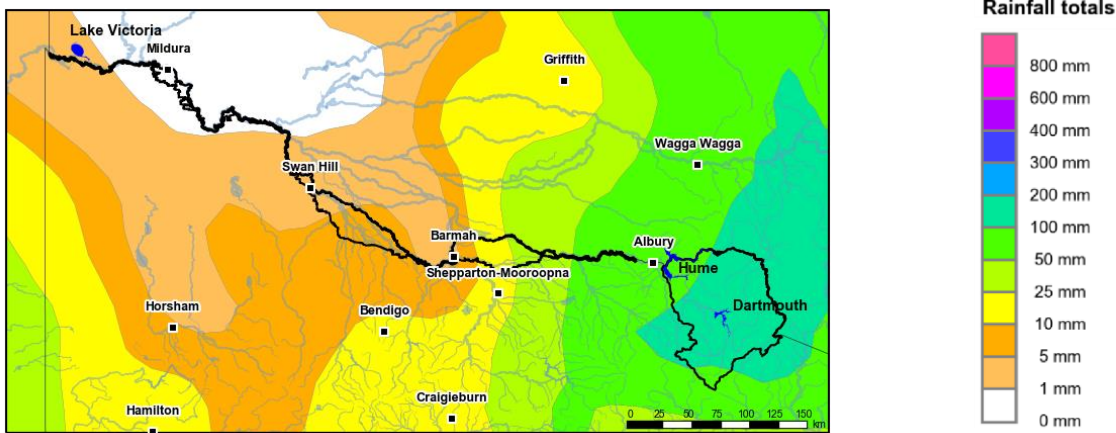 Rainfall totals
Lake Victoria
Mildura
Griffith
Wagga Wagga
Swan Hill
Barmah
Albury
Hume
Shepparton-Mooroopna
Dartmouth
Horsham
Bendigo
Craigieburn
Hamilton
0 25 50 75 100 125 150
km
800 mm
600 mm
400 mm
300 mm
200 mm
100 mm
50 mm
25 mm
10 mm
5 mm
1 mm
0 mm